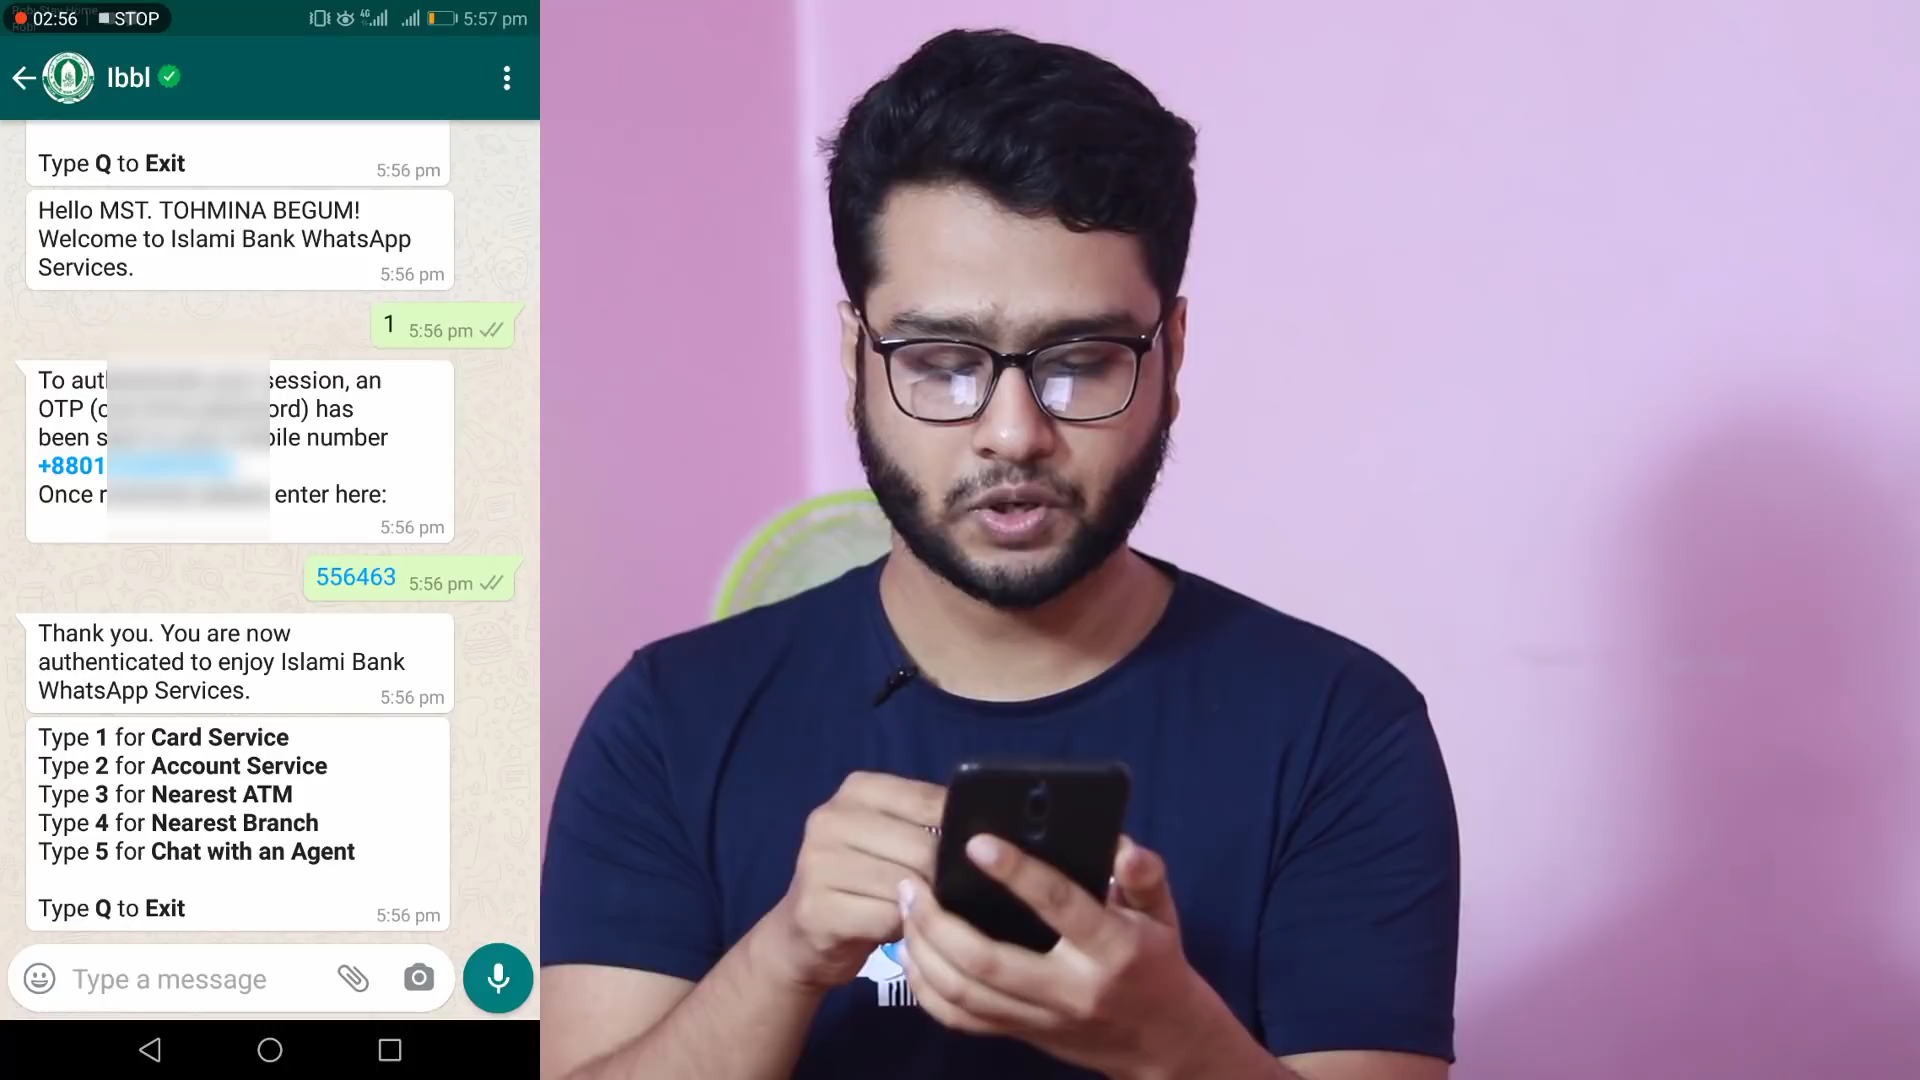 02:56 STOP
4G
5:57 pm
Ibbl
Type Q to Exit
5:56 pm
Hello MST. TOHMINA BEGUM!
Welcome to Islami Bank WhatsApp
Services.
5:56 pm
1 5:56 pm
To aut session, an
OTP ( ord) has
been s bile number
+8801
Once r enter here:
5:56 pm
556463 5:56 pm
Thank you. You are now
authenticated to enjoy Islami Bank
WhatsApp Services.
5:56 pm
Type 1 for Card Service
Type 2 for Account Service
Type 3 for Nearest ATM
Type 4 for Nearest Branch
Type 5 for Chat with an Agent
Type Q to Exit
5:56 pm
Type a message